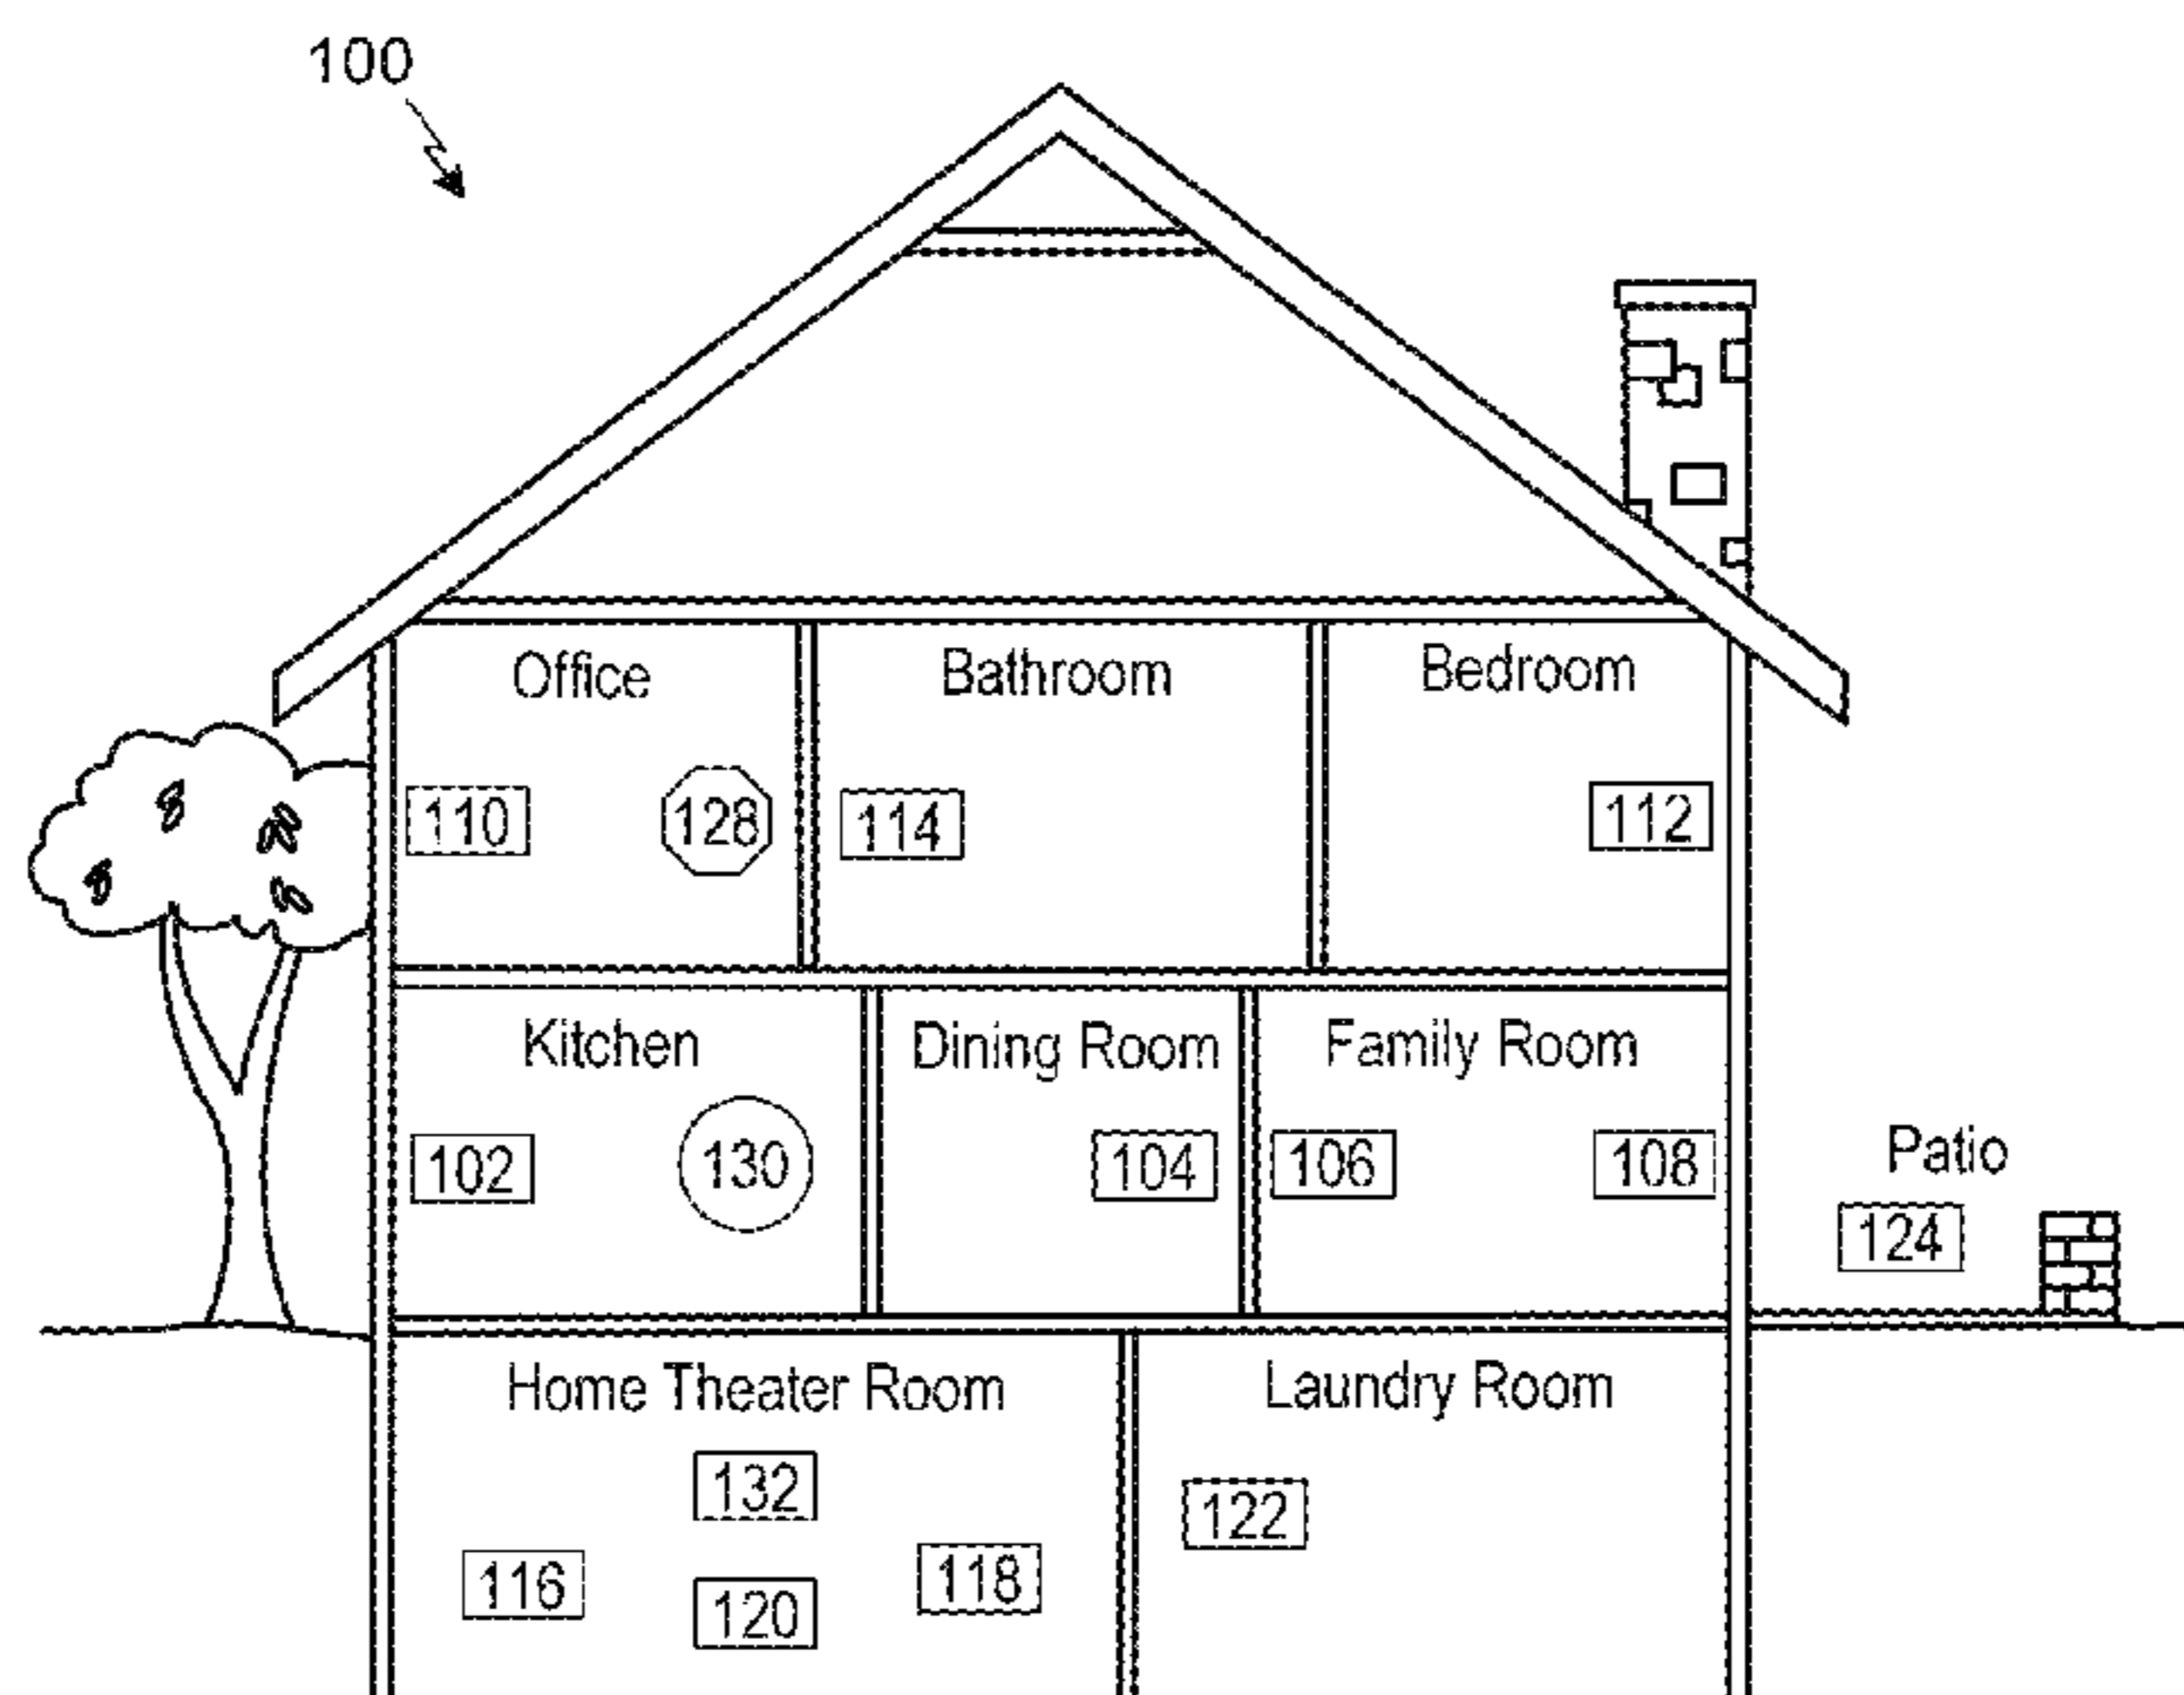 100
Office
Bathroom
Bedroom
110
128
114
112
Kitchen
Dining Room
Family Room
102
130
104
106
108
Patio
124
Home Theater Room
Laundry Room
132
122
116
118
120